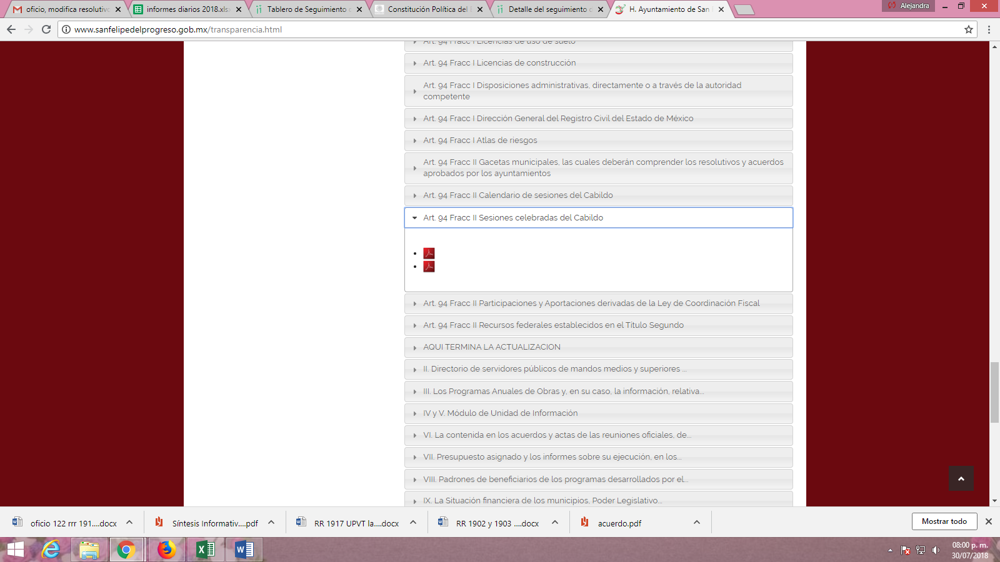 oficio, modifica resolutivo
informes diarios 2018.xls
Tablero de Seguimiento
Constitución Política del
Detalle del seguimiento
H. Ayuntamiento de San
Alejandra
www.sanfelipedelprogreso.gob.mx/transparencia.html
Art. 94 Fracc I Licencias de uso de suelo
Art. 94 Fracc I Licencias de construcción
Art. 94 Fracc I Disposiciones administrativas, directamente o a través de la autoridad
competente
Art. 94 Fracc I Dirección General del Registro Civil del Estado de México
Art. 94 Fracc I Atlas de riesgos
Art. 94 Fracc II Gacetas municipales, las cuales deberán comprender los resolutivos y acuerdos
aprobados por los ayuntamientos
Art. 94 Fracc II Calendario de sesiones del Cabildo
Art. 94 Fracc II Sesiones celebradas del Cabildo
Art. 94 Fracc II Participaciones y Aportaciones derivadas de la Ley de Coordinación Fiscal
Art. 94 Fracc II Recursos federales establecidos en el Título Segundo
AQUI TERMINA LA ACTUALIZACION
II. Directorio de servidores públicos de mandos medios y superiores ...
III. Los Programas Anuales de Obras y, en su caso, la información, relativa...
IV y V. Módulo de Unidad de Información
VI. La contenida en los acuerdos y actas de las reuniones oficiales, de...
VII. Presupuesto asignado y los informes sobre su ejecución, en los...
VIII. Padrones de beneficiarios de los programas desarrollados por el...
IX. La Situación financiera de los municipios, Poder Legislativo...
oficio 122 rrr 191....docx
Síntesis Informativ....pdf
RR 1917 UPVT la....docx
RR 1902 y 1903 ....docx
acuerdo.pdf
Mostrar todo
08:00 p. m.
30/07/2018